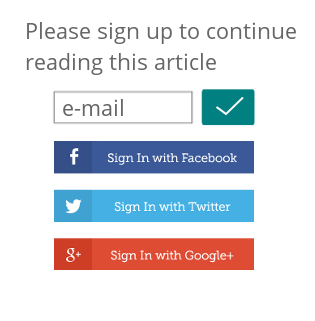 Please sign up to continue
reading this article
e-mail
f Sign In with Facebook
Sign In with Twitter
g+ Sign In with Google+